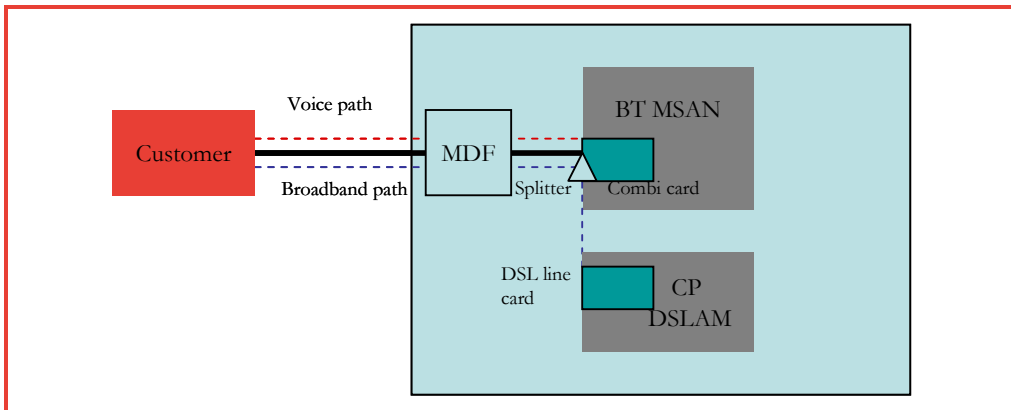 Voice path
BT MSAN
Customer
MDF
Broadband path
Splitter
Combi card
DSL line
card
CP
DSLAM